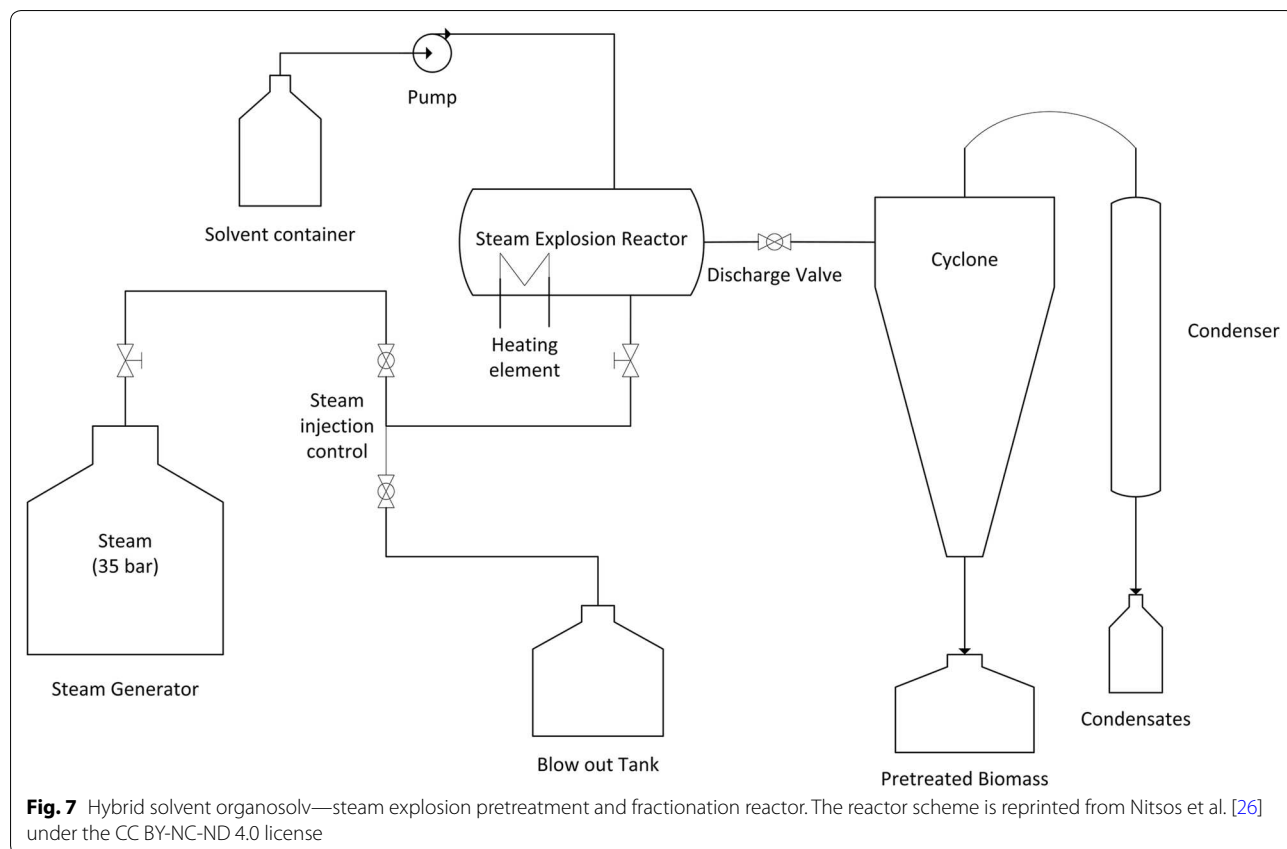 Pump
Solvent container
Steam Explosion Reactor
Discharge Valve
Cyclone
Condenser
Heating
element
Steam
injection
control
Steam
(35 bar)
Steam Generator
Blow out Tank
Pretreated Biomass
Condensates
Fig. 7 Hybrid solvent organosolv—steam explosion pretreatment and fractionation reactor. The reactor scheme is reprinted from Nitsos et al. [26]
under the CC BY-NC-ND 4.0 license